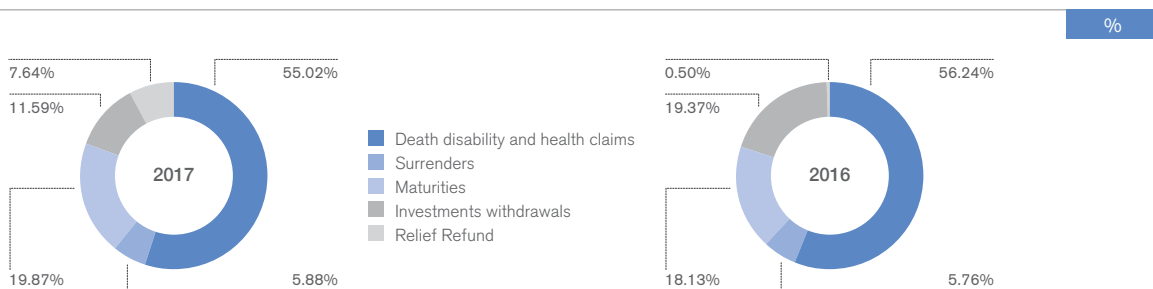 %
7.64%
55.02%
11.59%
2017
19.87%
5.88%
Death disability and health claims
Surrenders
Maturities
Investments withdrawals
Relief Refund
0.50%
56.24%
19.37%
2016
18.13%
5.76%